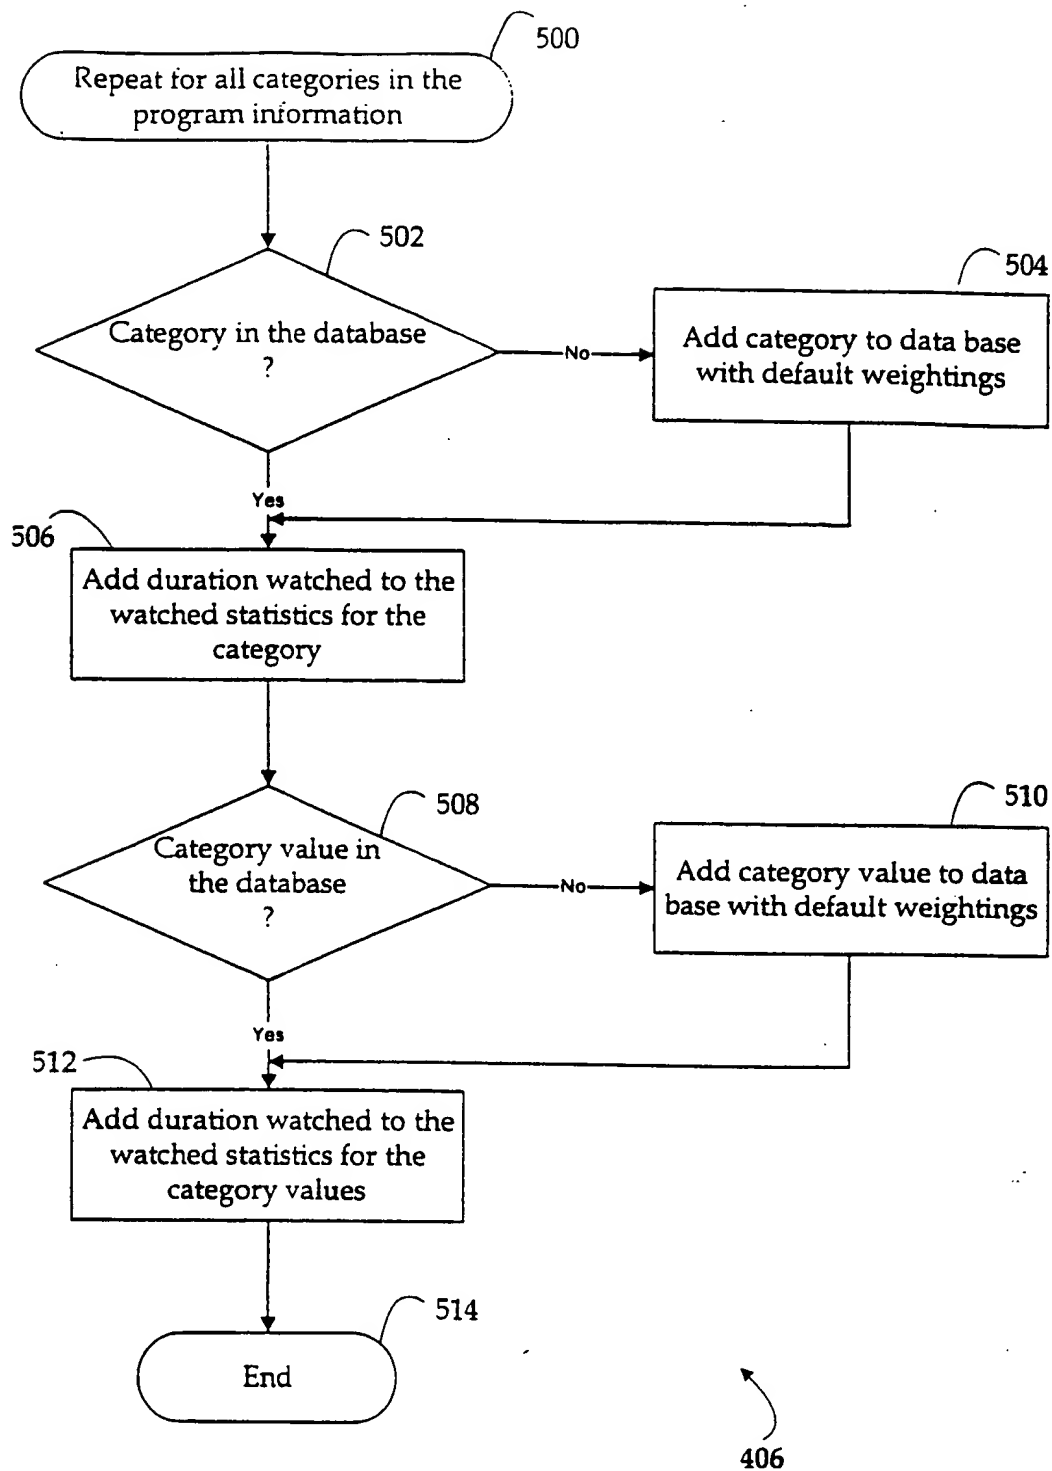 500
Repeat for all categories in the
program information
502
Category in the database
?
No
504
Add category to data base
with default weightings
Yes
506
Add duration watched to the
watched statistics for the
category
508
Category value in
the database
?
No
510
Add category value to data
base with default weightings
Yes
512
Add duration watched to the
watched statistics for the
category values
514
End
406